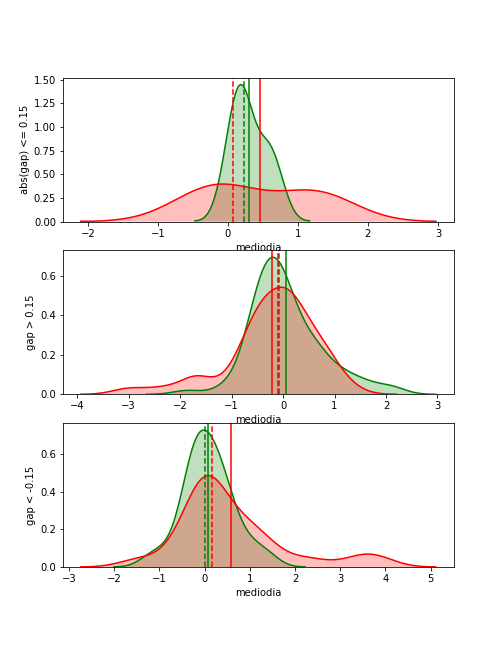 1.50
1.25
1.00
0.75
0.50
0.25
0.00
abs(gap) <= 0.15
−2 −1 0 1 2 3
mediodia
0.6
0.4
0.2
0.0
gap > 0.15
−4 −3 −2 −1 0 1 2 3
mediodia
0.6
0.4
0.2
0.0
gap < -0.15
−3 −2 −1 0 1 2 3 4 5
mediodia